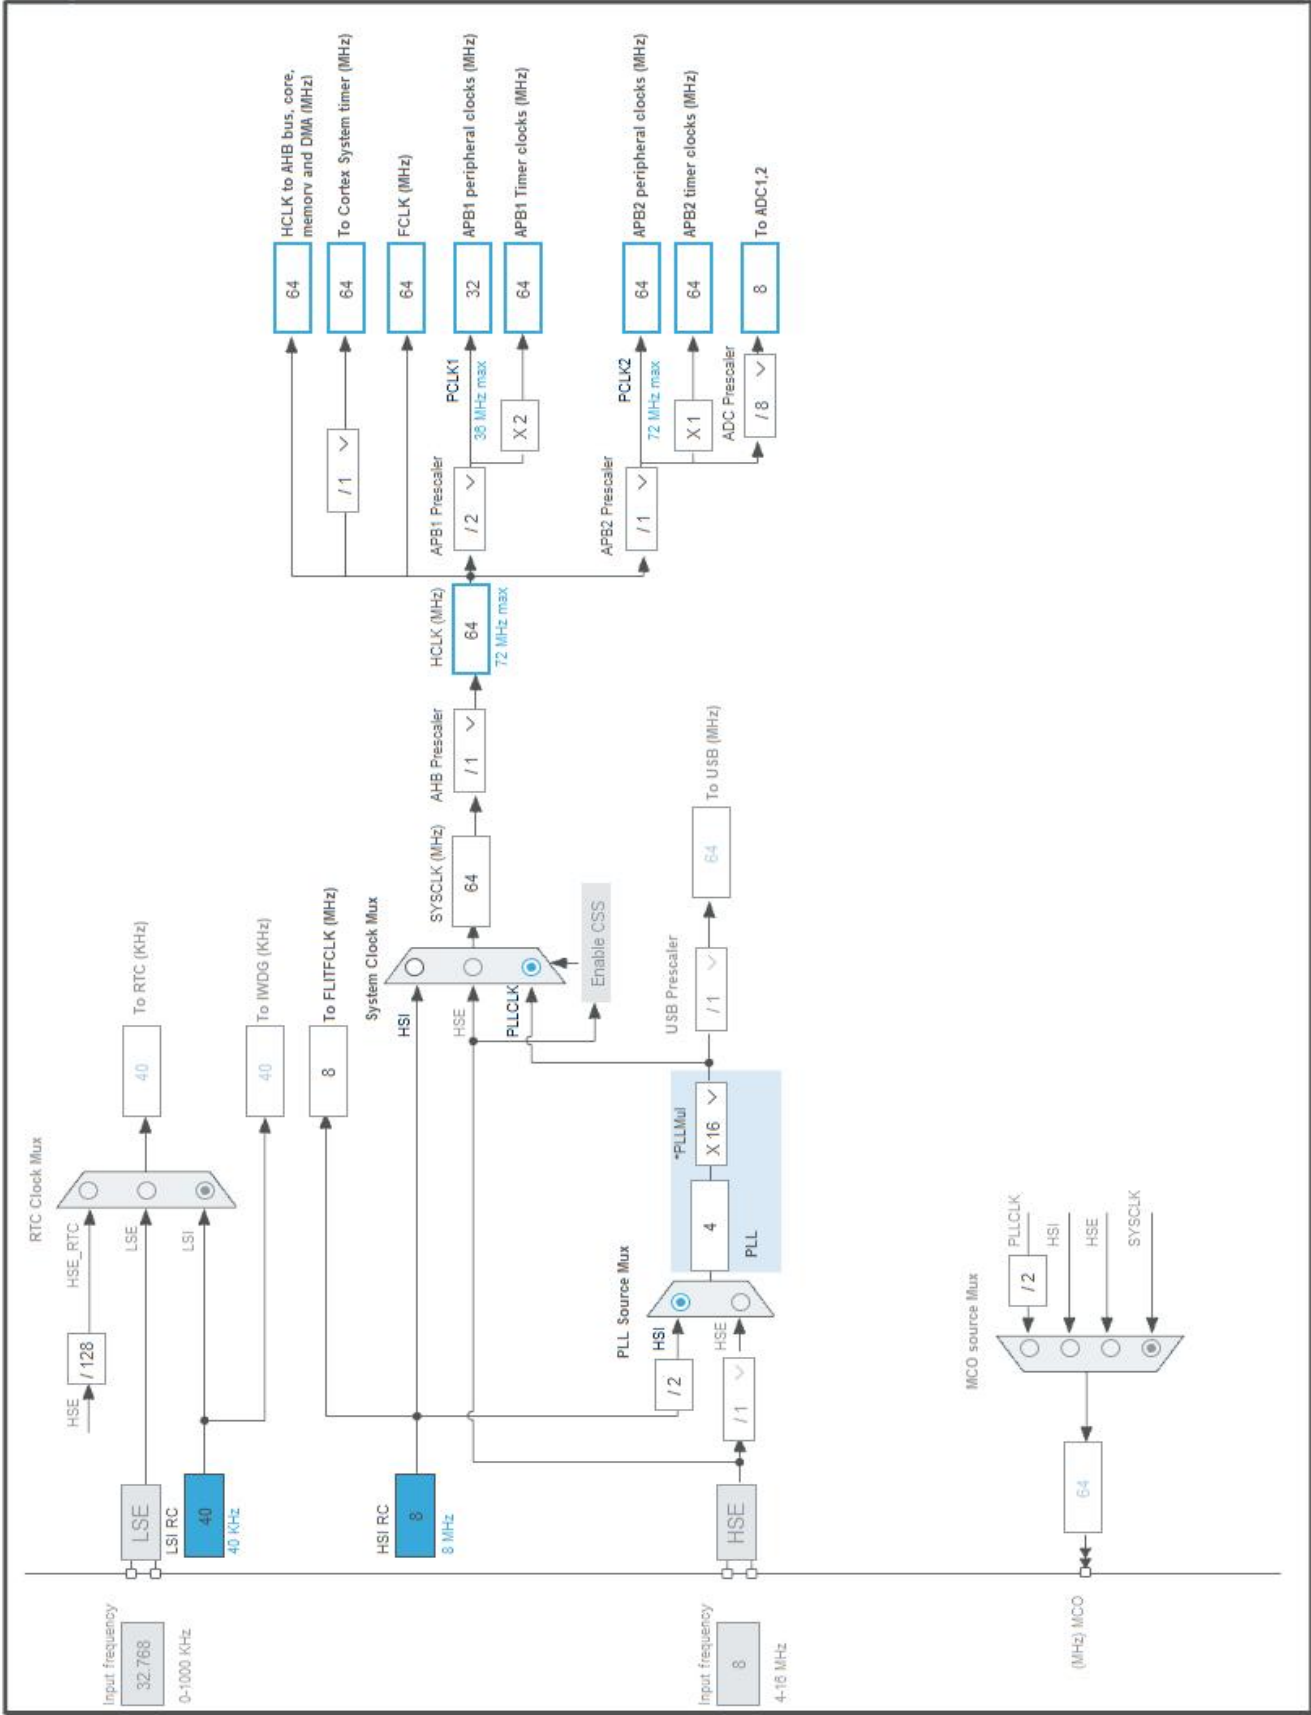 Input frequency
32.768
0-1000 KHz
LSE
LSI RC
40
40 KHz
HSE
/ 128
HSE_RTC
LSE
LSI
RTC Clock Mux
40
To RTC (KHz)
40
To IWDG (KHz)
8
To FLITFCLK (MHz)
HSI RC
8
8 MHz
System Clock Mux
HSI
HSE
PLLCLK
Enable CSS
SYSCLK (MHz)
64
AHB Prescaler
/ 1
HCLK (MHz)
64
72 MHz max
64
HCLK to AHB bus, core,
memory and DMA (MHz)
/ 1
64
To Cortex System timer (MHz)
64
FCLK (MHz)
APB1 Prescaler
/ 2
PCLK1
36 MHz max
32
APB1 peripheral clocks (MHz)
X 2
64
APB1 Timer clocks (MHz)
APB2 Prescaler
/ 1
PCLK2
72 MHz max
64
APB2 peripheral clocks (MHz)
X 1
64
APB2 timer clocks (MHz)
ADC Prescaler
/ 8
8
To ADC1,2
Input frequency
8
4-16 MHz
HSE
/ 2
/ 1
PLL Source Mux
HSI
HSE
4
PLL
*PLLMul
X 16
USB Prescaler
/ 1
64
To USB (MHz)
(MHz) MCO
64
MCO source Mux
/ 2
PLLCLK
HSI
HSE
SYSCLK